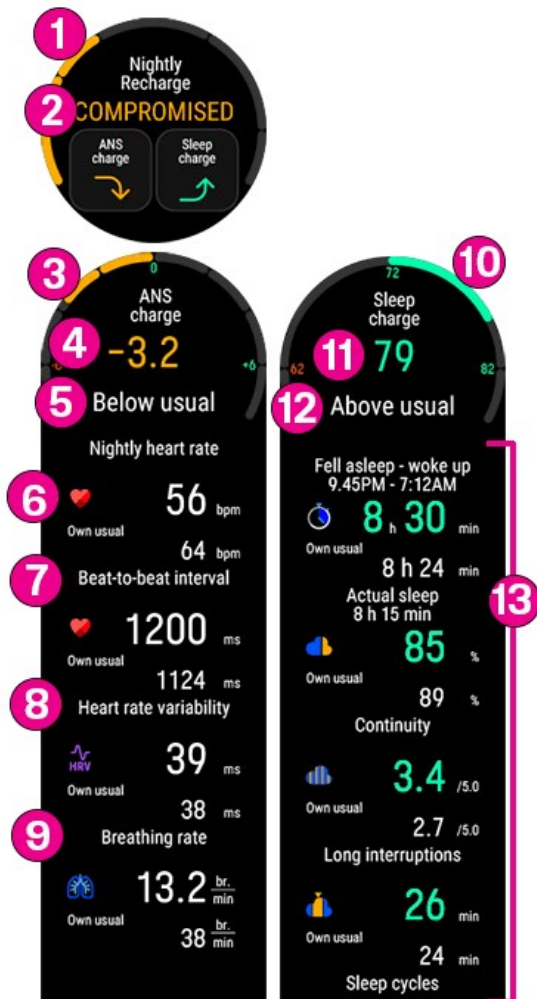 1
Nightly
Recharge
2
COMPROMISED
ANS
charge
Sleep
charge
3
0
ANS
charge
4
-3.2
+6
5
Below usual
Nightly heart rate
6
56 bpm
Own usual
64 bpm
7
Beat-to-beat interval
1200 ms
Own usual
1124 ms
8
Heart rate variability
HRV
39 ms
Own usual
38 ms
9
Breathing rate
13.2 br.
min
Own usual
38 br.
min
10
72
Sleep
charge
11
79
62
82
12
Above usual
13
Fell asleep - woke up
9.45PM - 7:12AM
8 h 30 min
Own usual
8 h 24 min
Actual sleep
8 h 15 min
85 %
Own usual
89 %
Continuity
3.4 /5.0
Own usual
2.7 /5.0
Long interruptions
26 min
Own usual
24 min
Sleep cycles